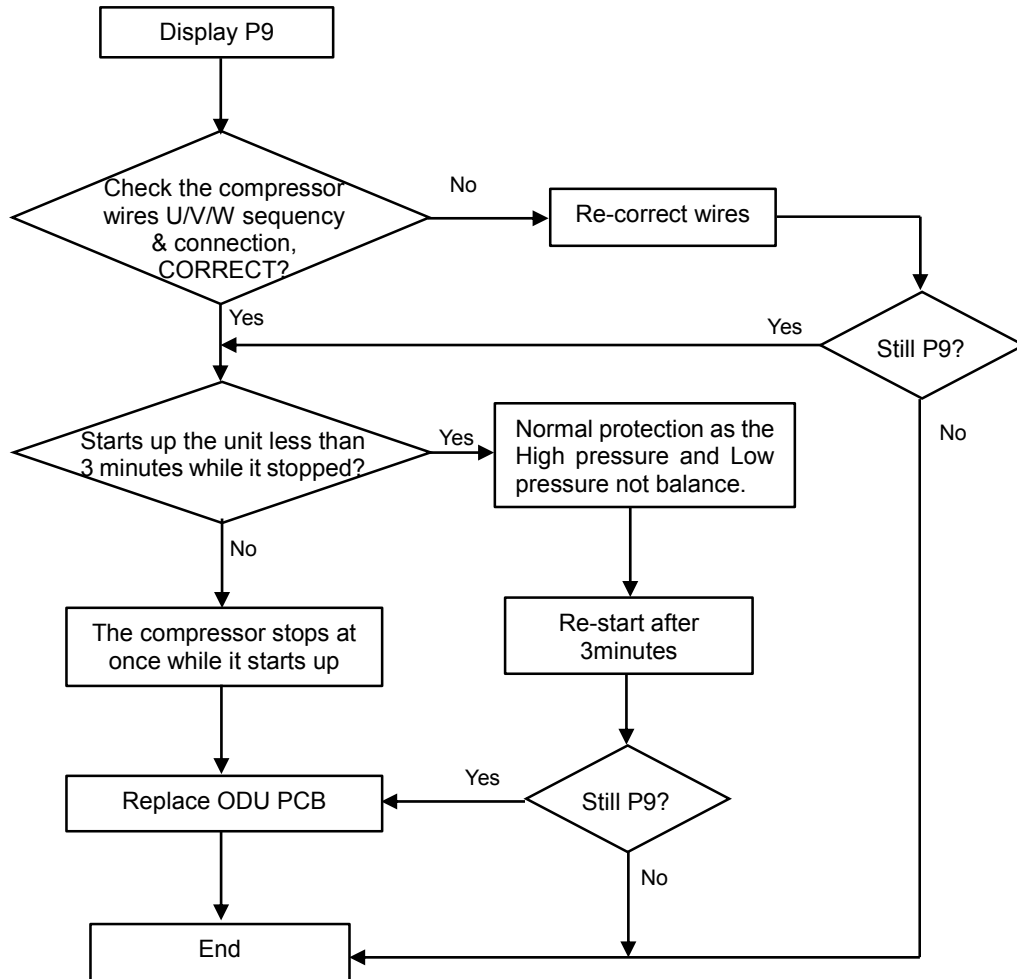 Display P9
Check the compressor
wires U/V/W sequency
& connection,
CORRECT?
No
Re-correct wires
Yes
Yes
Still P9?
No
Starts up the unit less than
3 minutes while it stopped?
Yes
Normal protection as the
High pressure and Low
pressure not balance.
No
The compressor stops at
once while it starts up
Re-start after
3minutes
Replace ODU PCB
Yes
Still P9?
No
End